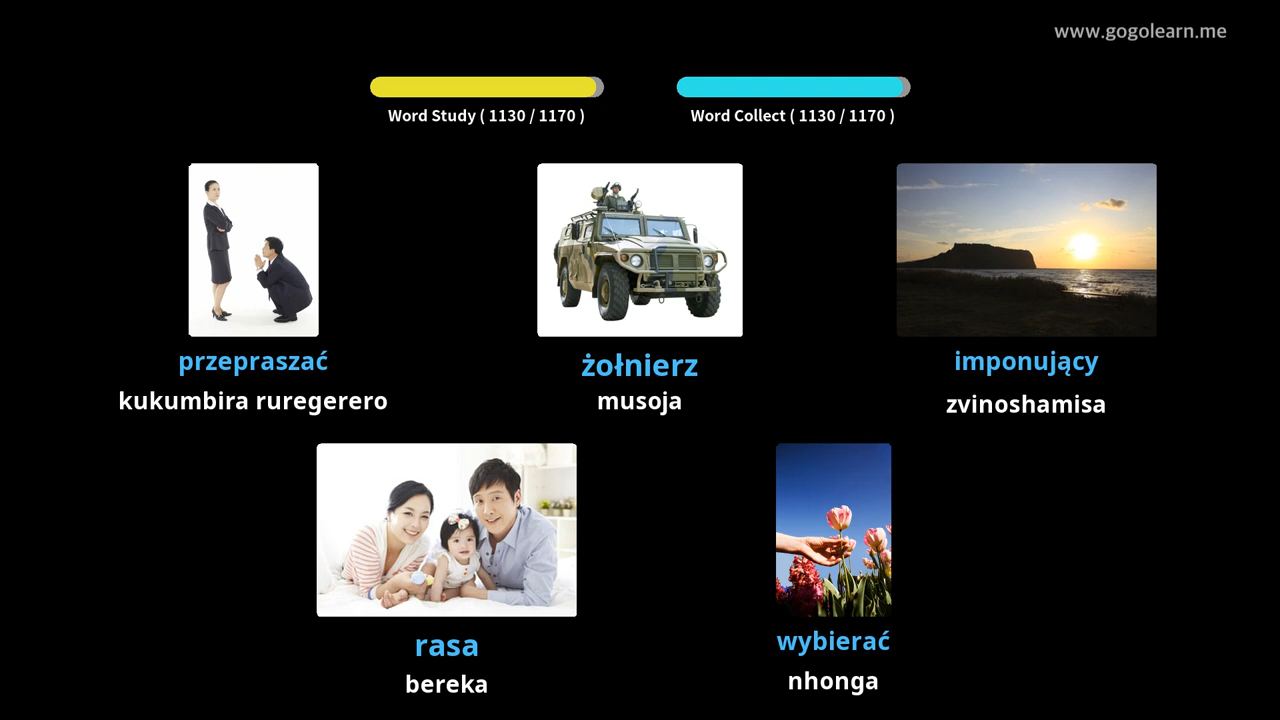 www.gogolearn.me
Word Study ( 1130 / 1170 )
Word Collect ( 1130 / 1170 )
przepraszać
kukumbira ruregerero
żołnierz
musoja
imponujący
zvinoshamisa
rasa
bereka
wybierać
nhonga